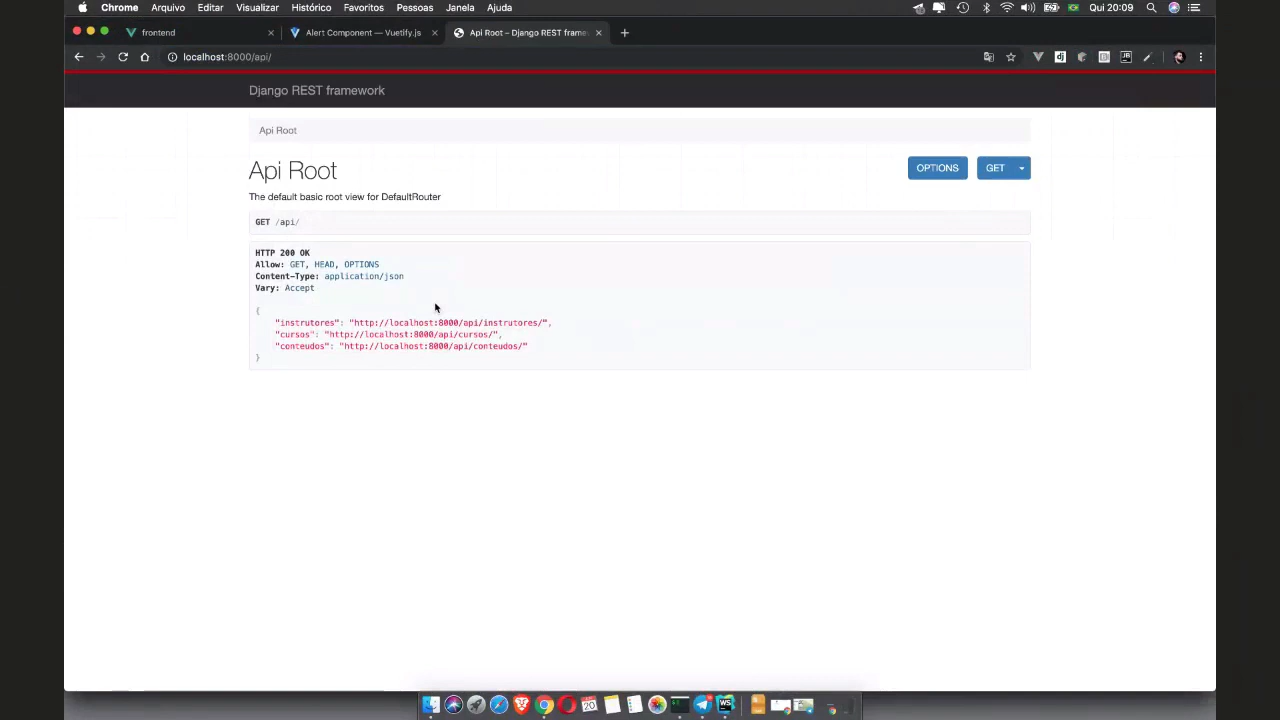 Chrome Arquivo Editar Visualizar Histórico Favoritos Pessoas Janela Ajuda Qui 20:09
frontend Alert Component — Vuetify.js Api Root – Django REST frame
localhost:8000/api/
Django REST framework
Api Root
Api Root OPTIONS GET
The default basic root view for DefaultRouter
GET /api/
HTTP 200 OK
Allow: GET, HEAD, OPTIONS
Content-Type: application/json
Vary: Accept
{
"instrutores": "http://localhost:8000/api/instrutores/",
"cursos": "http://localhost:8000/api/cursos/",
"conteudos": "http://localhost:8000/api/conteudos/"
}
20
WS